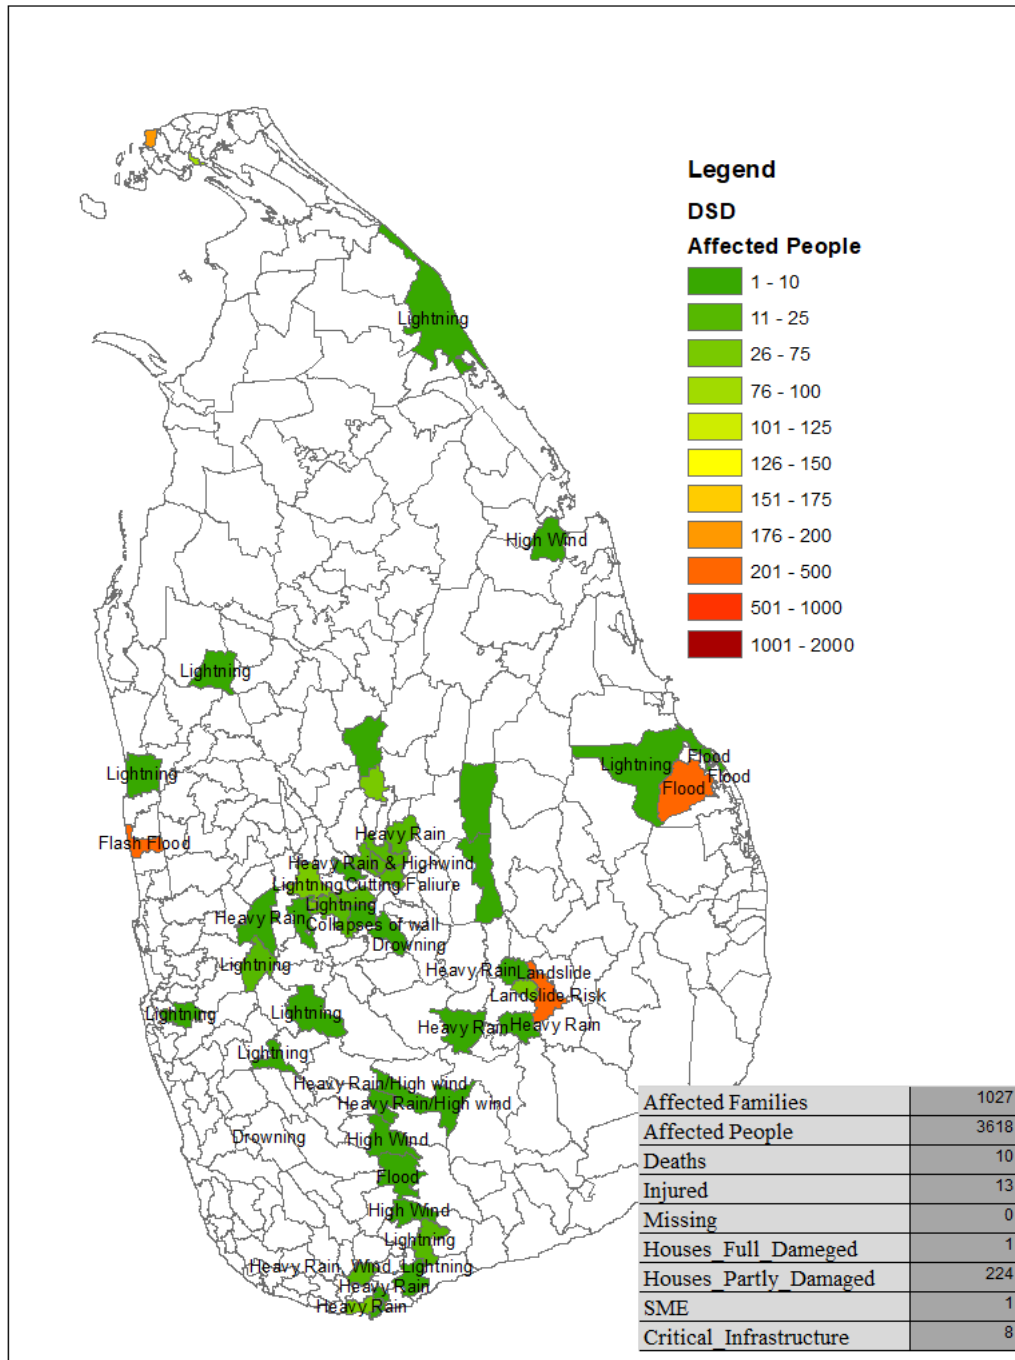 Legend
DSD
Affected People
1 - 10
11 - 25
26 - 75
76 - 100
101 - 125
126 - 150
151 - 175
176 - 200
201 - 500
501 - 1000
1001 - 2000
Lightning
High Wind
Lightning
Flood
Lightning
Flood
Flood
Lightning
Flash Flood
Heavy Rain
Heavy Rain & Highwind
Lightning Cutting Faliure
Lightning
Heavy Rain
Collapses of wall
Drowning
Lightning
Heavy Rain Landslide
Landslide Risk
Lightning
Lightning
Heavy Rain
Heavy Rain
Lightning
Heavy Rain/High wind
Heavy Rain/High wind
Drowning
High Wind
Flood
High Wind
Lightning
Heavy Rain, Wind, Lightning
Heavy Rain
Heavy Rain
Affected Families 1027
Affected People 3618
Deaths 10
Injured 13
Missing 0
Houses_Full_Dameged 1
Houses_Partly_Damaged 224
SME 1
Critical_Infrastructure 8